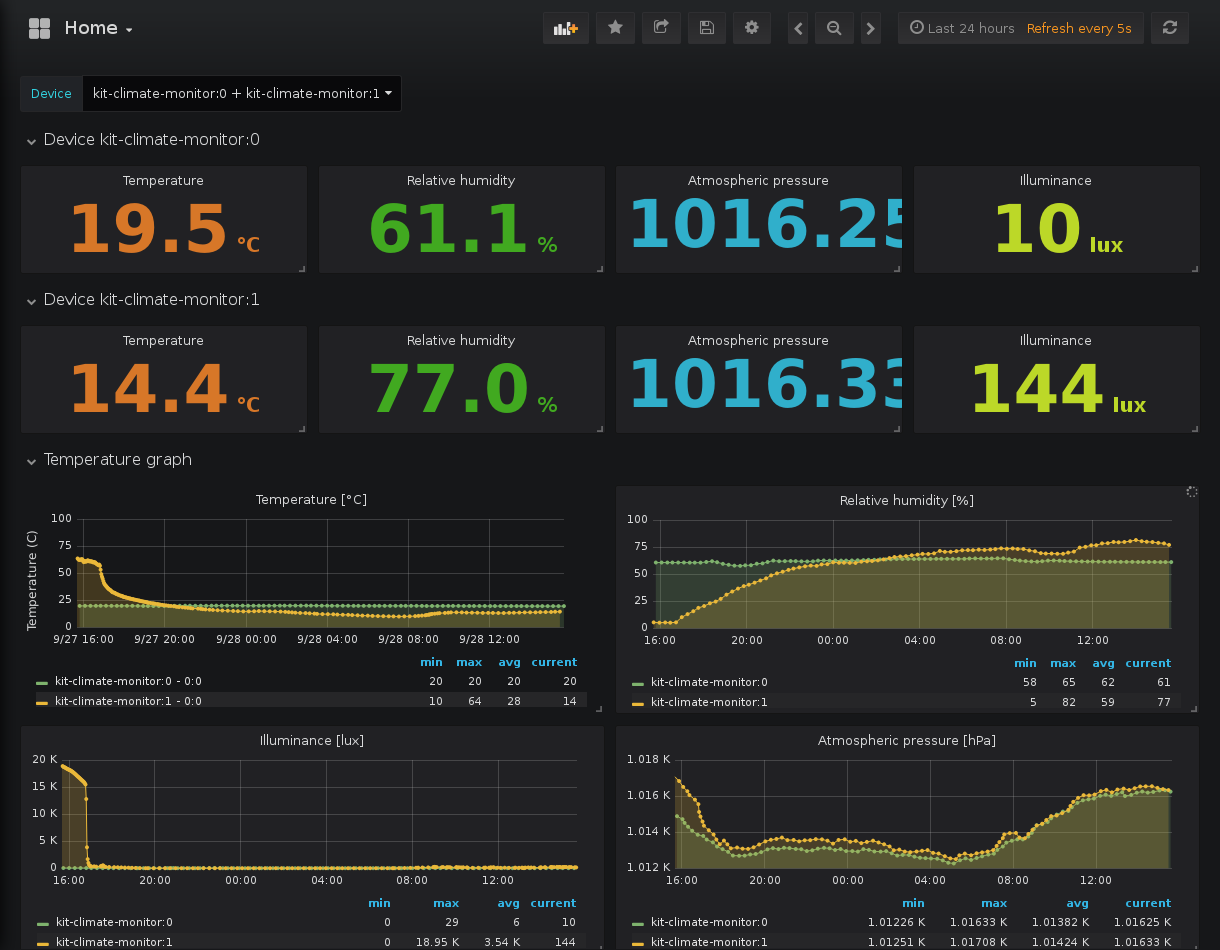 Home
Last 24 hours Refresh every 5s
Device kit-climate-monitor:0 + kit-climate-monitor:1
Device kit-climate-monitor:0
Temperature Relative humidity Atmospheric pressure Illuminance
19.5 °C 61.1 % 1016.25 10 lux
Device kit-climate-monitor:1
Temperature Relative humidity Atmospheric pressure Illuminance
14.4 °C 77.0 % 1016.33 144 lux
Temperature graph
Temperature [°C]
Temperature (C)
100
75
50
25
0
9/27 16:00 9/27 20:00 9/28 00:00 9/28 04:00 9/28 08:00 9/28 12:00
min max avg current
kit-climate-monitor:0 - 0:0 20 20 20 20
kit-climate-monitor:1 - 0:0 10 64 28 14
Relative humidity [%]
100
75
50
25
0
16:00 20:00 00:00 04:00 08:00 12:00
min max avg current
kit-climate-monitor:0 58 65 62 61
kit-climate-monitor:1 5 82 59 77
Illuminance [lux]
20 K
15 K
10 K
5 K
0
16:00 20:00 00:00 04:00 08:00 12:00
min max avg current
kit-climate-monitor:0 0 29 6 10
kit-climate-monitor:1 0 18.95 K 3.54 K 144
Atmospheric pressure [hPa]
1.018 K
1.016 K
1.014 K
1.012 K
16:00 20:00 00:00 04:00 08:00 12:00
min max avg current
kit-climate-monitor:0 1.01226 K 1.01633 K 1.01382 K 1.01625 K
kit-climate-monitor:1 1.01251 K 1.01708 K 1.01424 K 1.01633 K